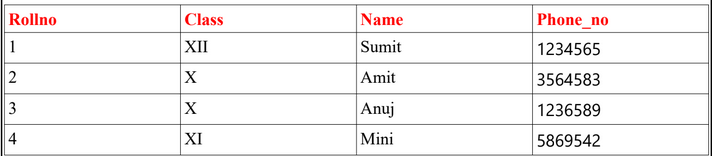 Rollno Class Name Phone_no
1 XII Sumit 1234565
2 X Amit 3564583
3 X Anuj 1236589
4 XI Mini 5869542